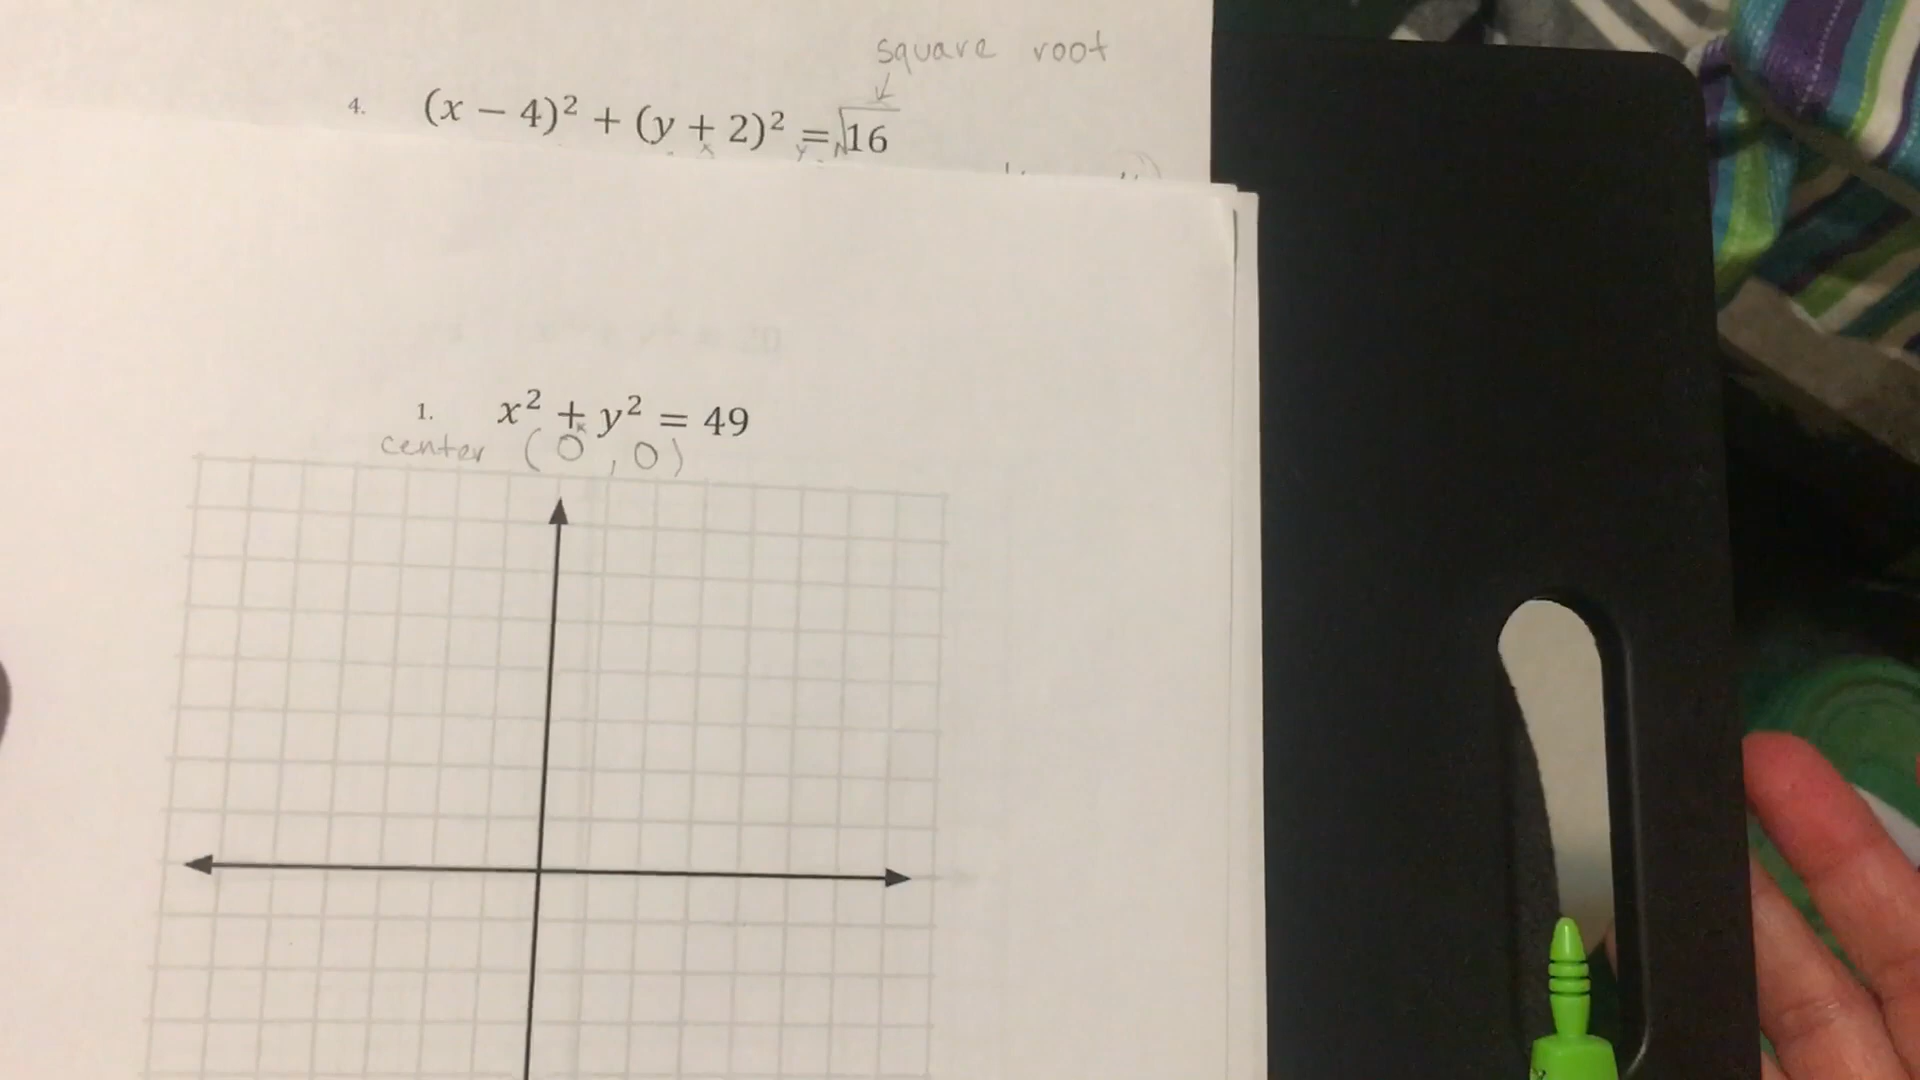 square root
4. (x − 4)² + (y + 2)² = √16
1. x² + y² = 49
center (0, 0)